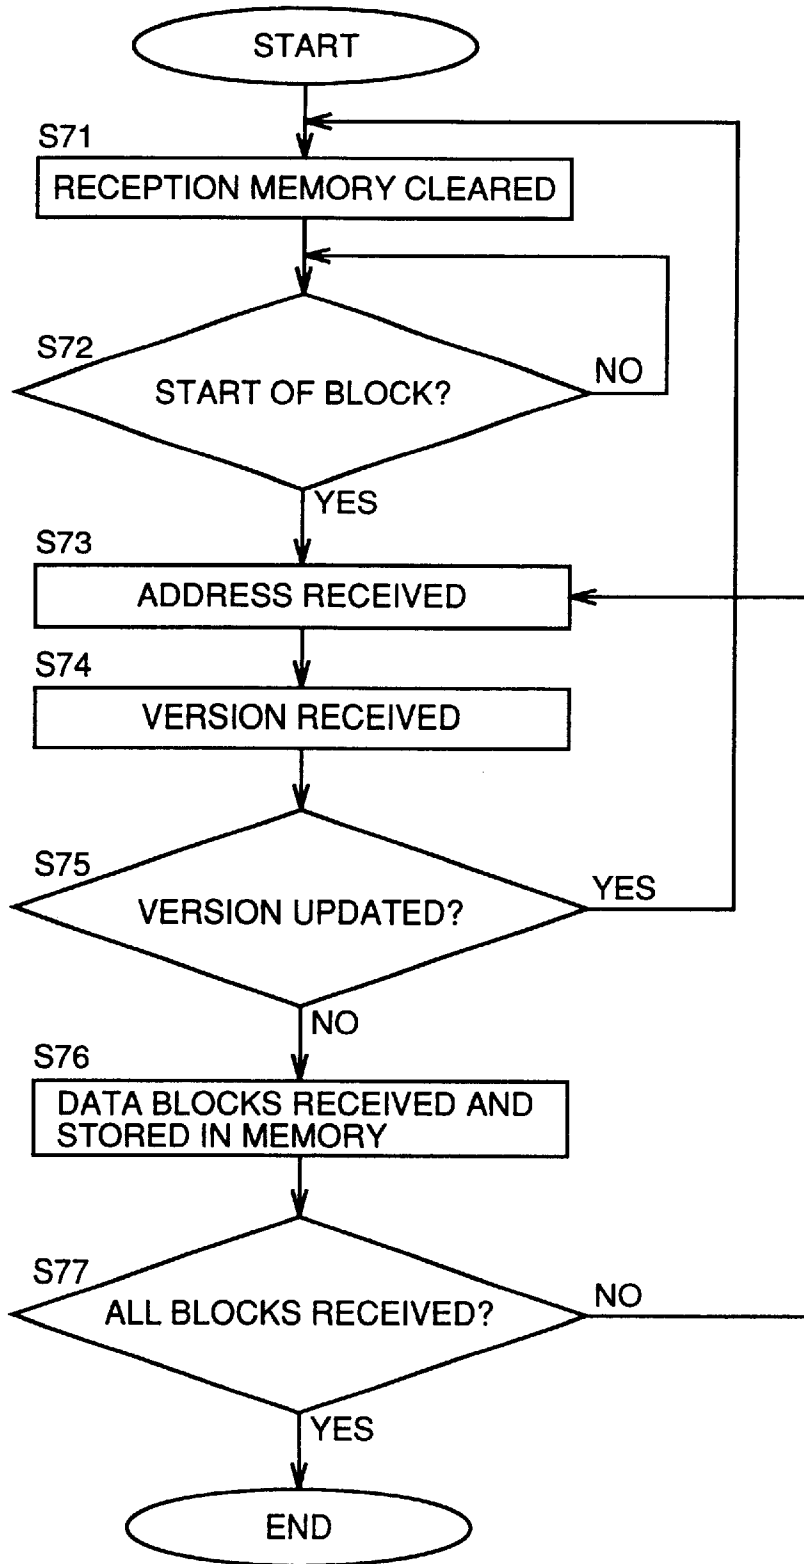 START
S71
RECEPTION MEMORY CLEARED
S72
START OF BLOCK?
NO
YES
S73
ADDRESS RECEIVED
S74
VERSION RECEIVED
S75
VERSION UPDATED?
YES
NO
S76
DATA BLOCKS RECEIVED AND
STORED IN MEMORY
S77
ALL BLOCKS RECEIVED?
NO
YES
END